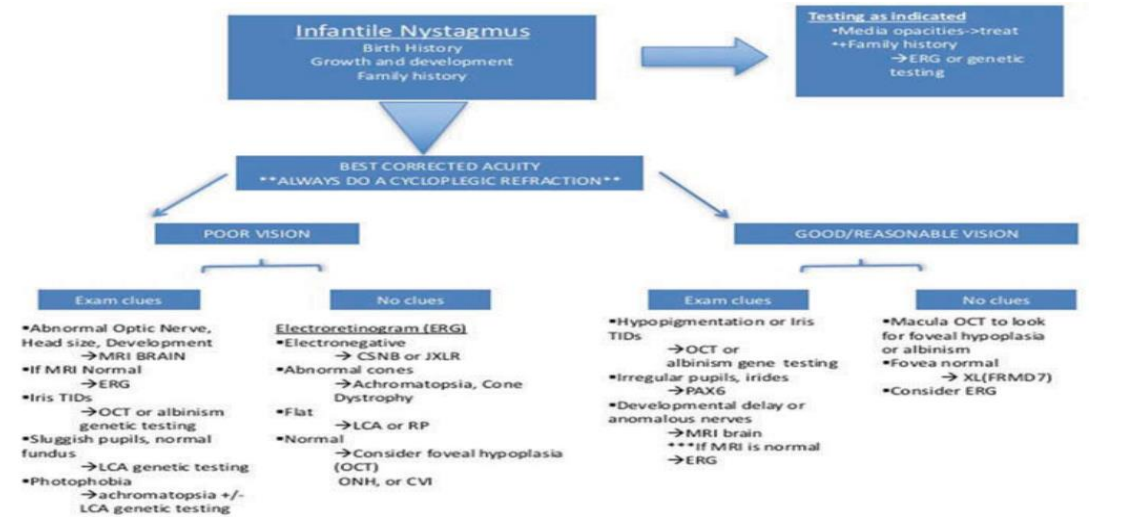 Infantile Nystagmus
Birth History
Growth and development
Family history
Testing as indicated
•Media opacities->treat
•+Family history
→ERG or genetic
testing
BEST CORRECTED ACUITY
**ALWAYS DO A CYCLOPLEGIC REFRACTION**
POOR VISION
Exam clues
▪Abnormal Optic Nerve,
Head size, Development
→MRI BRAIN
▪If MRI Normal
→ERG
▪Iris TIDs
→OCT or albinism
genetic testing
▪Sluggish pupils, normal
fundus
→LCA genetic testing
▪Photophobia
→achromatopsia +/-
LCA genetic testing
No clues
Electroretinogram (ERG)
▪Electronegative
→ CSNB or JXLR
▪Abnormal cones
→Achromatopsia, Cone
Dystrophy
▪Flat
→LCA or RP
▪Normal
→Consider foveal hypoplasia
(OCT)
ONH, or CVI
GOOD/REASONABLE VISION
Exam clues
▪Hypopigmentation or Iris
TIDs
→OCT or
albinism gene testing
▪Irregular pupils, irides
→PAX6
▪Developmental delay or
anomalous nerves
→MRI brain
***If MRI is normal
→ERG
No clues
▪Macula OCT to look
for foveal hypoplasia
or albinism
▪Fovea normal
→ XL(FRMD7)
▪Consider ERG